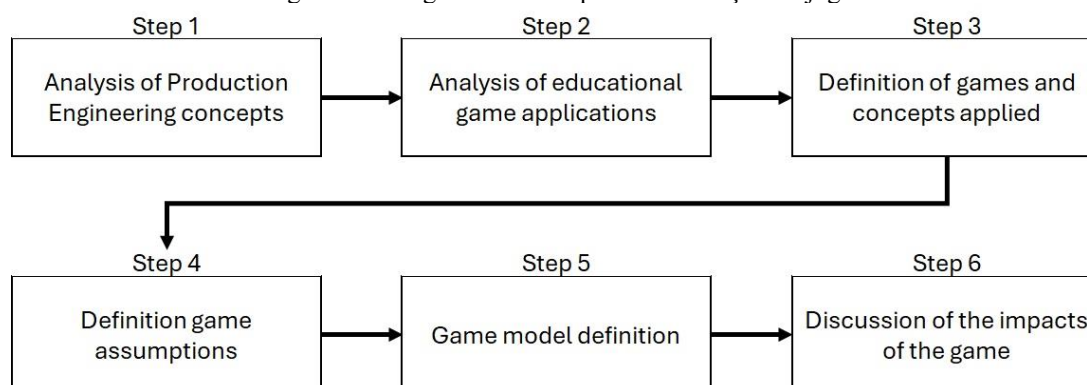 Step 1
Step 2
Step 3
Analysis of Production
Engineering concepts
Analysis of educational
game applications
Definition of games and
concepts applied
Step 4
Step 5
Step 6
Definition game
assumptions
Game model definition
Discussion of the impacts
of the game